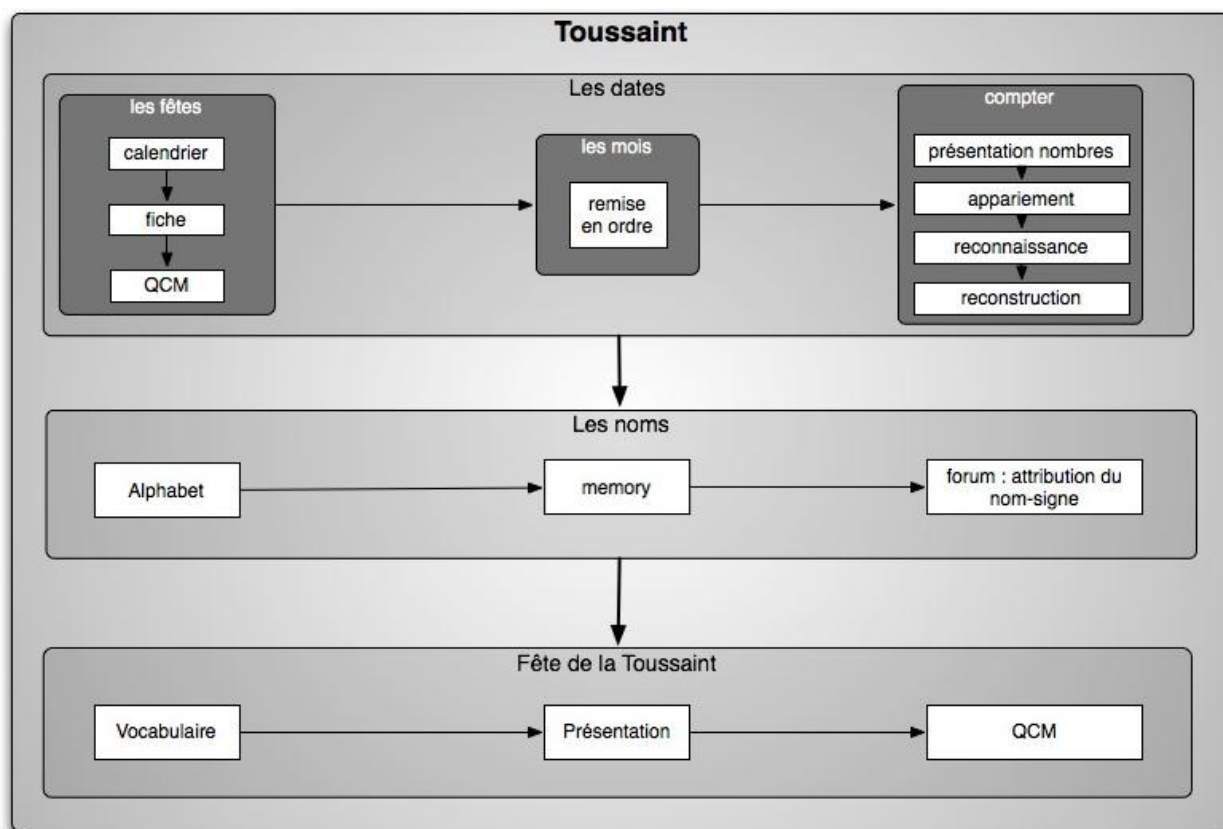 Toussaint
Les dates
les fêtes
calendrier
fiche
QCM
les mois
remise
en ordre
compter
présentation nombres
appariement
reconnaissance
reconstruction
Les noms
Alphabet
memory
forum : attribution du
nom-signe
Fête de la Toussaint
Vocabulaire
Présentation
QCM